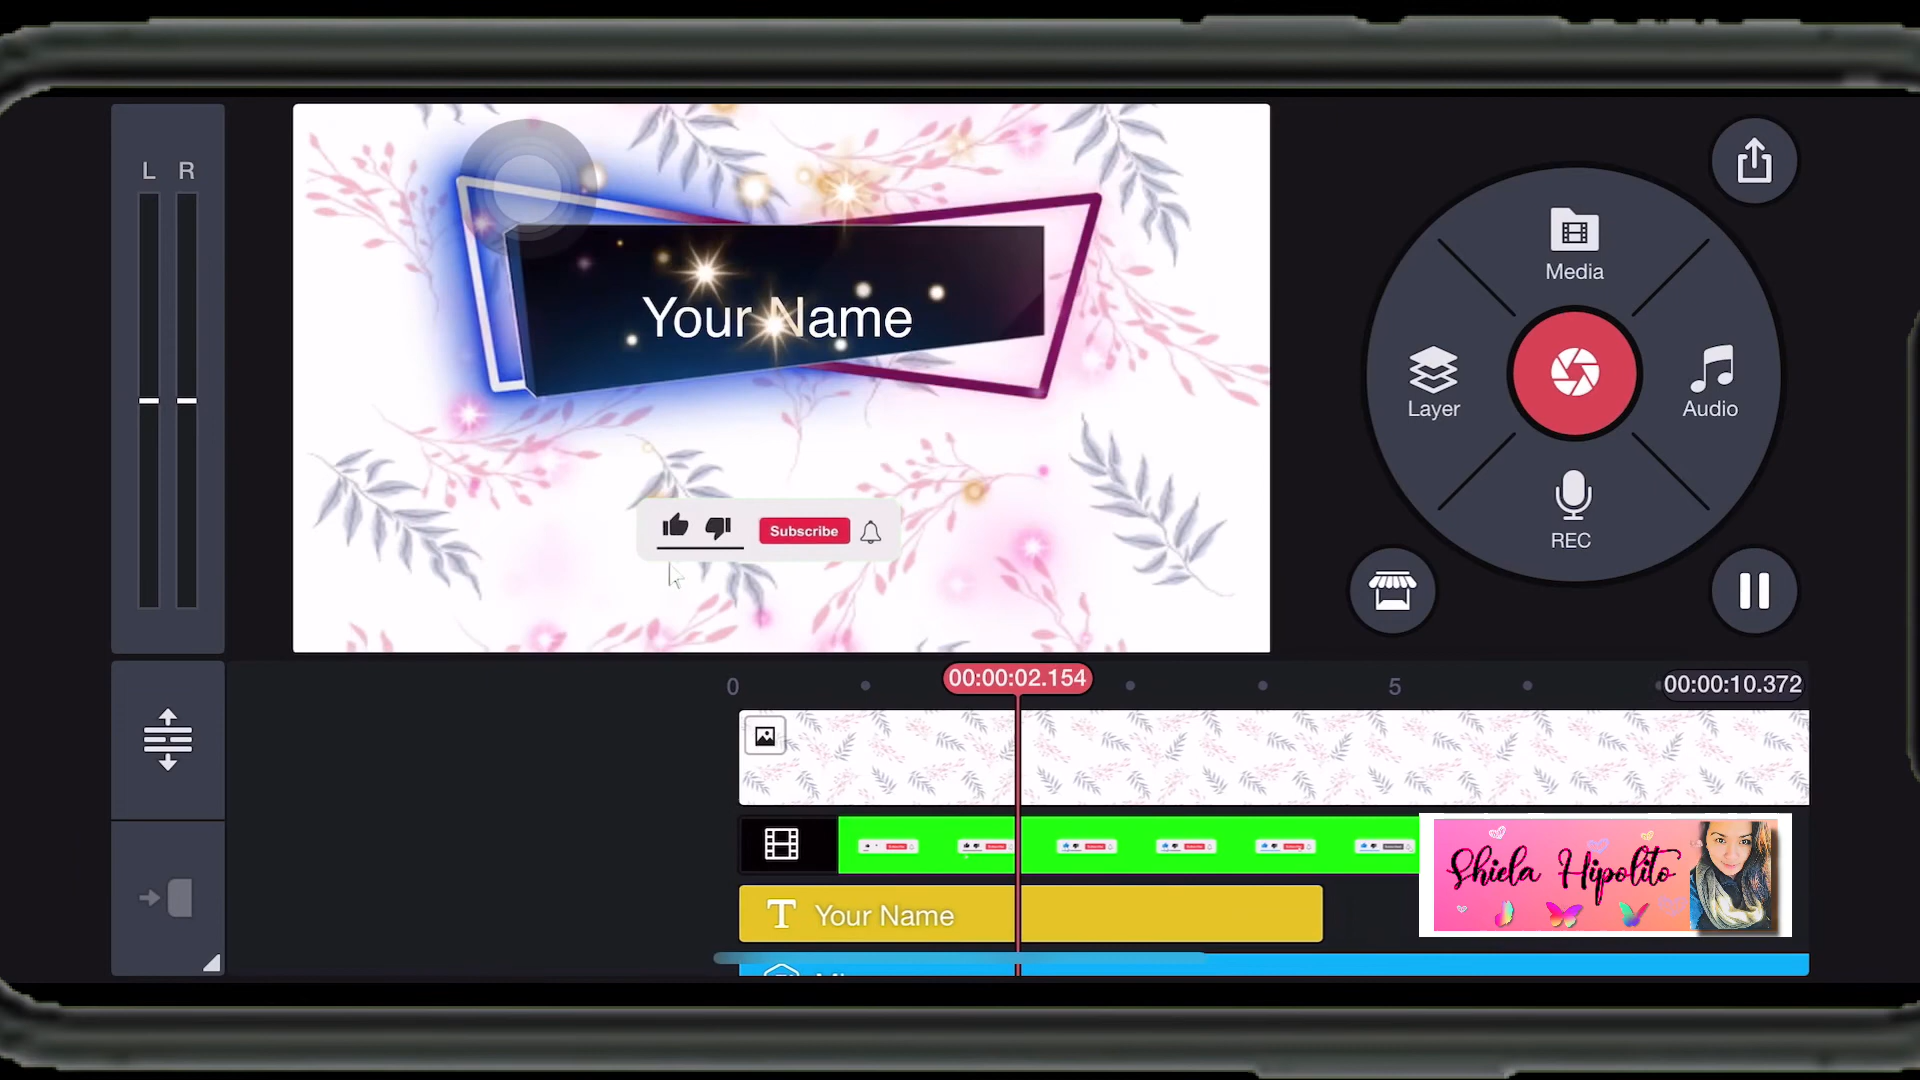 L R
Your Name
Subscribe
Media
Layer
Audio
REC
0
00:00:02.154
5
00:00:10.372
T Your Name
Shiela Hipolito